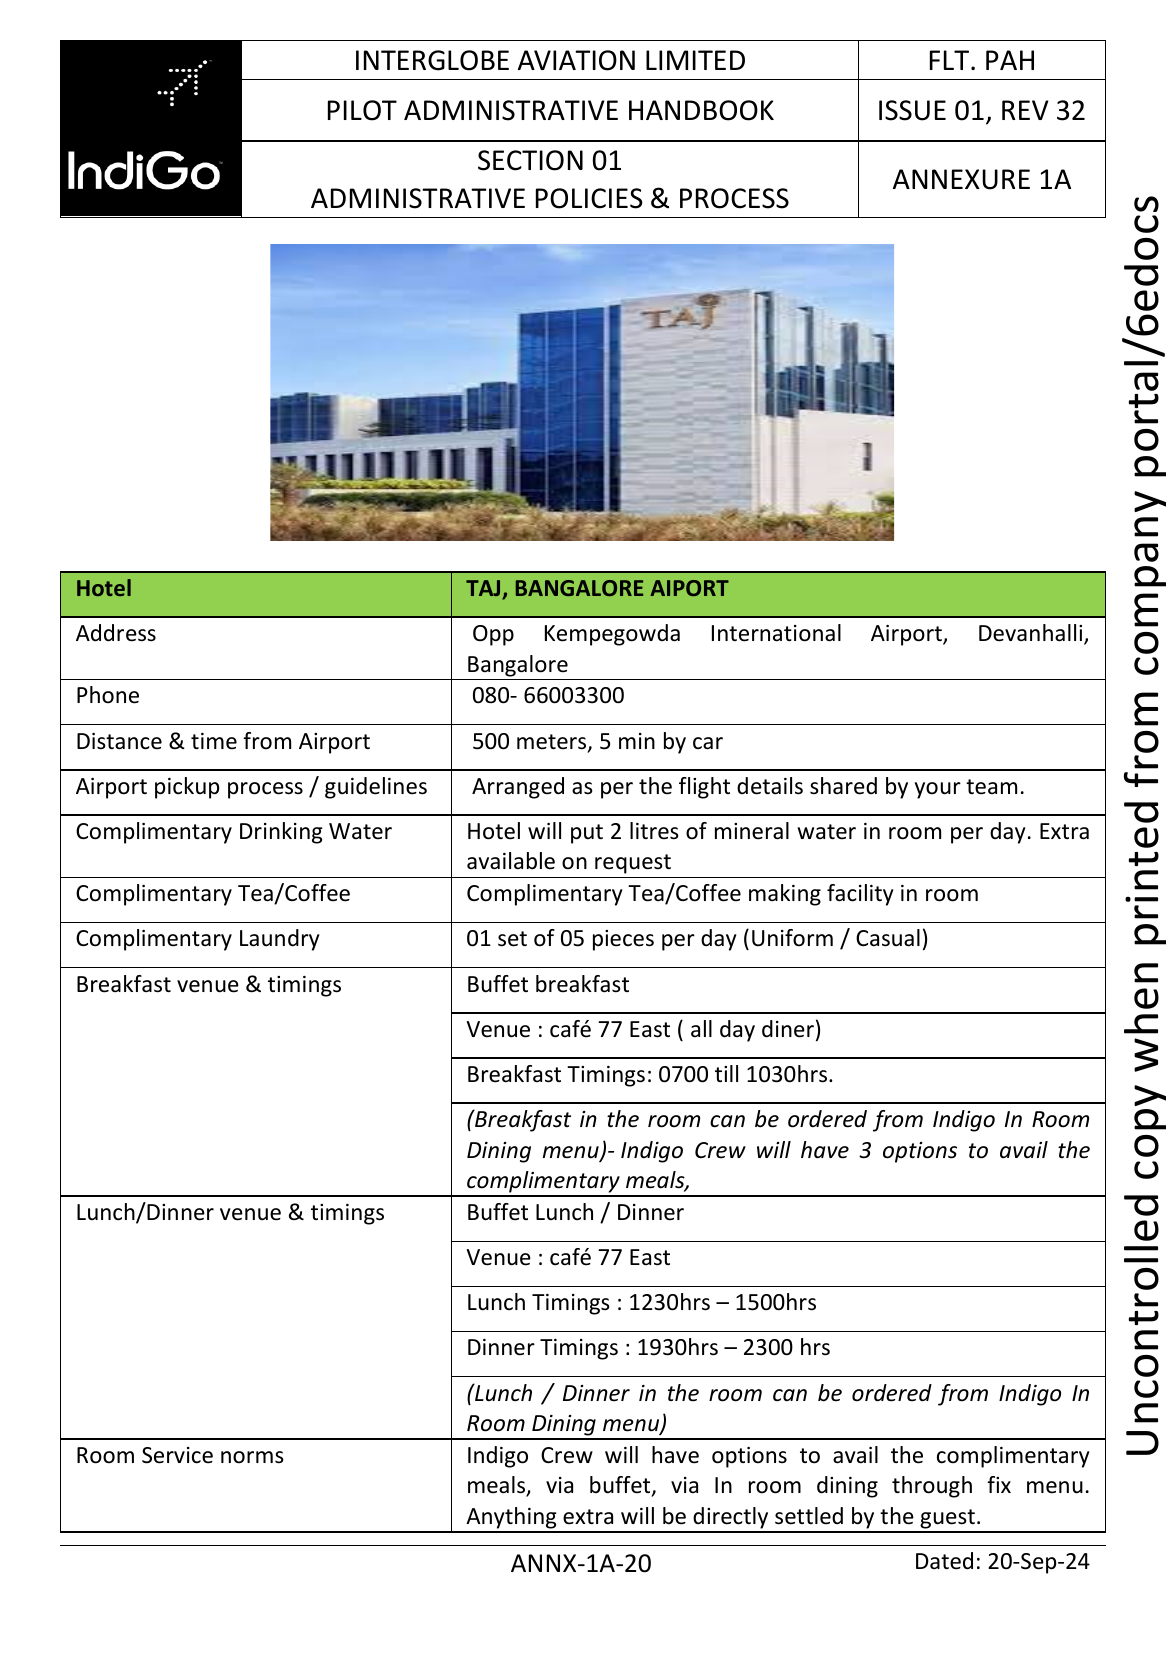 IndiGo
INTERGLOBE AVIATION LIMITED
FLT. PAH
PILOT ADMINISTRATIVE HANDBOOK
ISSUE 01, REV 32
SECTION 01
ADMINISTRATIVE POLICIES & PROCESS
ANNEXURE 1A
TAJ
Hotel
TAJ, BANGALORE AIPORT
Address
Opp Kempegowda International Airport, Devanhalli,
Bangalore
Phone
080- 66003300
Distance & time from Airport
500 meters, 5 min by car
Airport pickup process / guidelines
Arranged as per the flight details shared by your team.
Complimentary Drinking Water
Hotel will put 2 litres of mineral water in room per day. Extra
available on request
Complimentary Tea/Coffee
Complimentary Tea/Coffee making facility in room
Complimentary Laundry
01 set of 05 pieces per day (Uniform / Casual)
Breakfast venue & timings
Buffet breakfast
Venue : café 77 East ( all day diner)
Breakfast Timings: 0700 till 1030hrs.
(Breakfast in the room can be ordered from Indigo In Room
Dining menu)- Indigo Crew will have 3 options to avail the
complimentary meals,
Lunch/Dinner venue & timings
Buffet Lunch / Dinner
Venue : café 77 East
Lunch Timings : 1230hrs – 1500hrs
Dinner Timings : 1930hrs – 2300 hrs
(Lunch / Dinner in the room can be ordered from Indigo In
Room Dining menu)
Room Service norms
Indigo Crew will have options to avail the complimentary
meals, via buffet, via In room dining through fix menu.
Anything extra will be directly settled by the guest.
ANNX-1A-20
Dated: 20-Sep-24
Uncontrolled copy when printed from company portal/6edocs